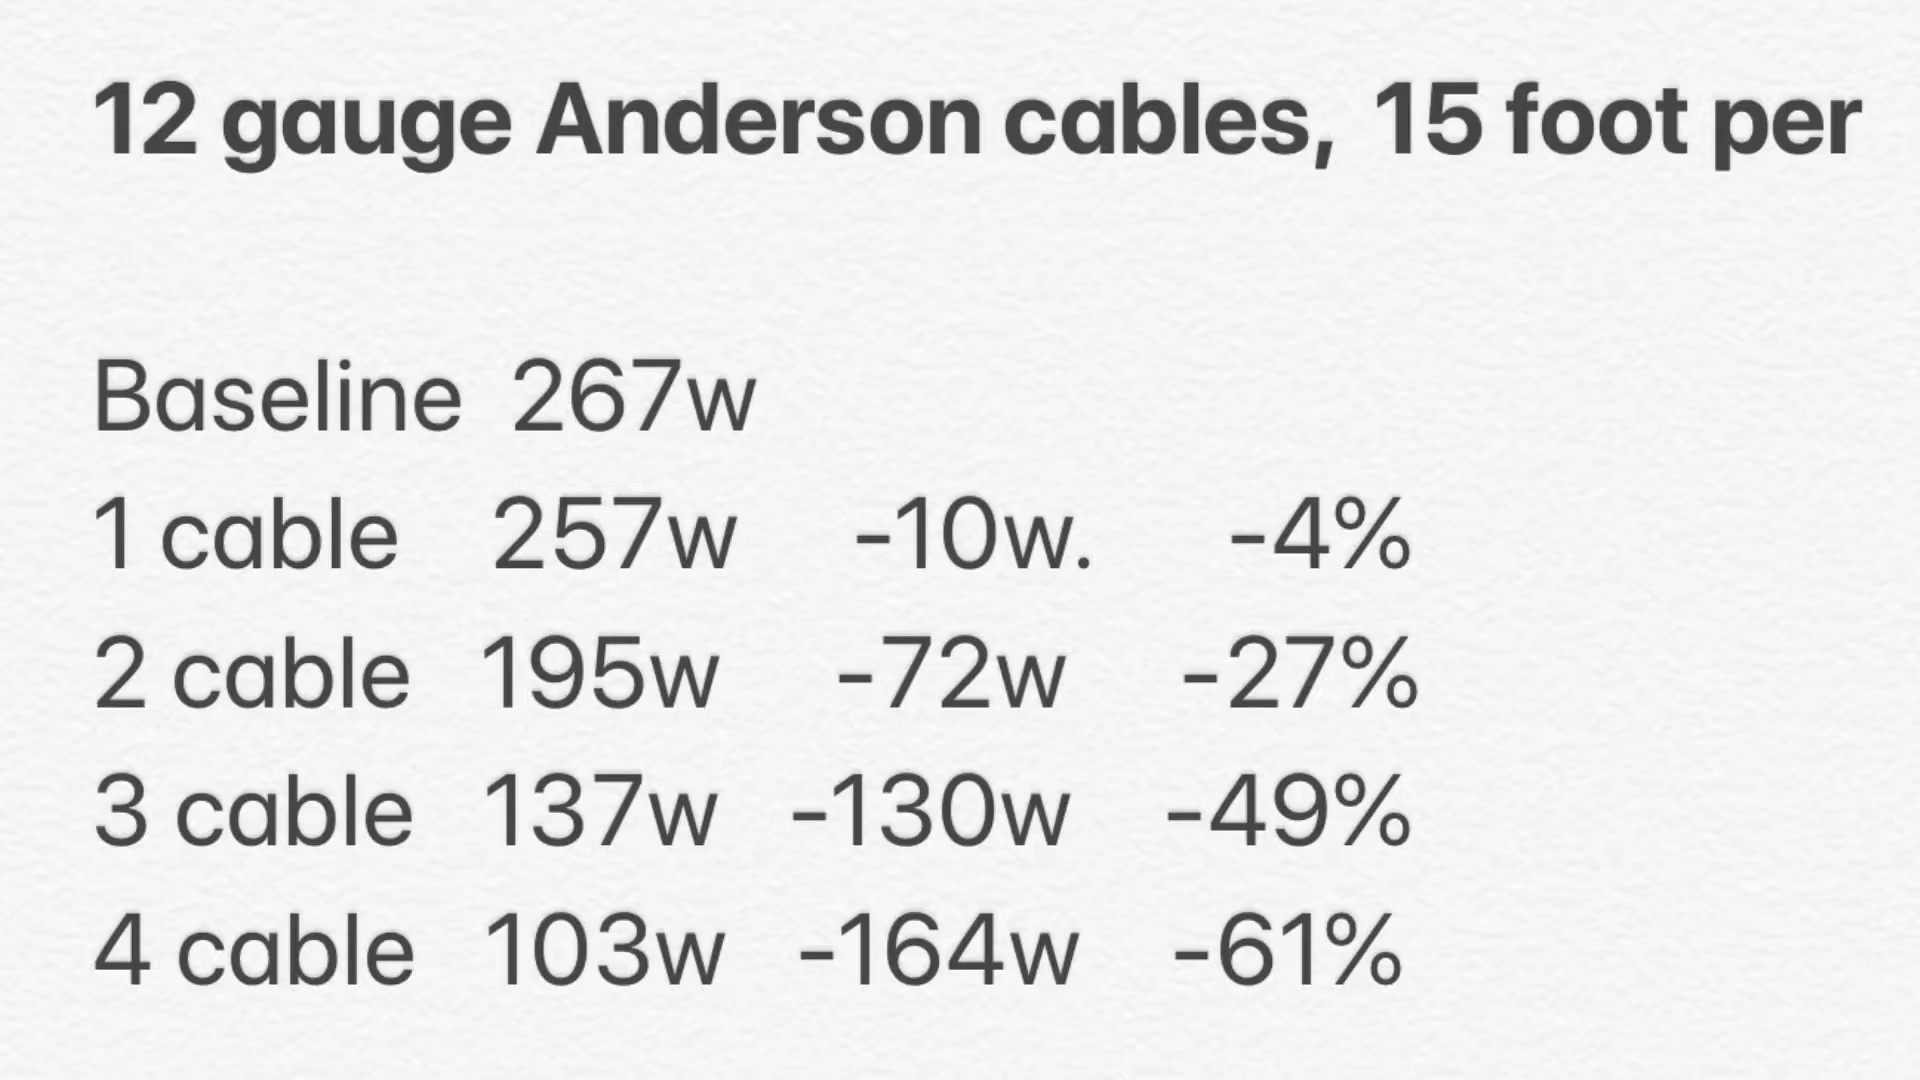 12 gauge Anderson cables, 15 foot per
Baseline 267w
1 cable 257w -10w. -4%
2 cable 195w -72w -27%
3 cable 137w -130w -49%
4 cable 103w -164w -61%